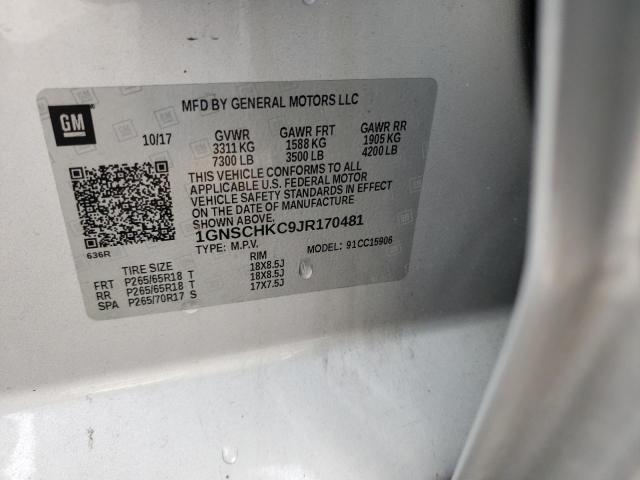 MFD BY GENERAL MOTORS LLC
GM
10/17 GVWR GAWR FRT GAWR RR
3311 KG 1588 KG 1905 KG
7300 LB 3500 LB 4200 LB
THIS VEHICLE CONFORMS TO ALL
APPLICABLE U.S. FEDERAL MOTOR
VEHICLE SAFETY STANDARDS IN EFFECT
ON THE DATE OF MANUFACTURE
SHOWN ABOVE.
1GNSCHKC9JR170481
636R TYPE: M.P.V. MODEL: 91CC15906
TIRE SIZE RIM
FRT P265/65R18 T 18X8.5J
RR P265/65R18 T 18X8.5J
SPA P265/70R17 S 17X7.5J